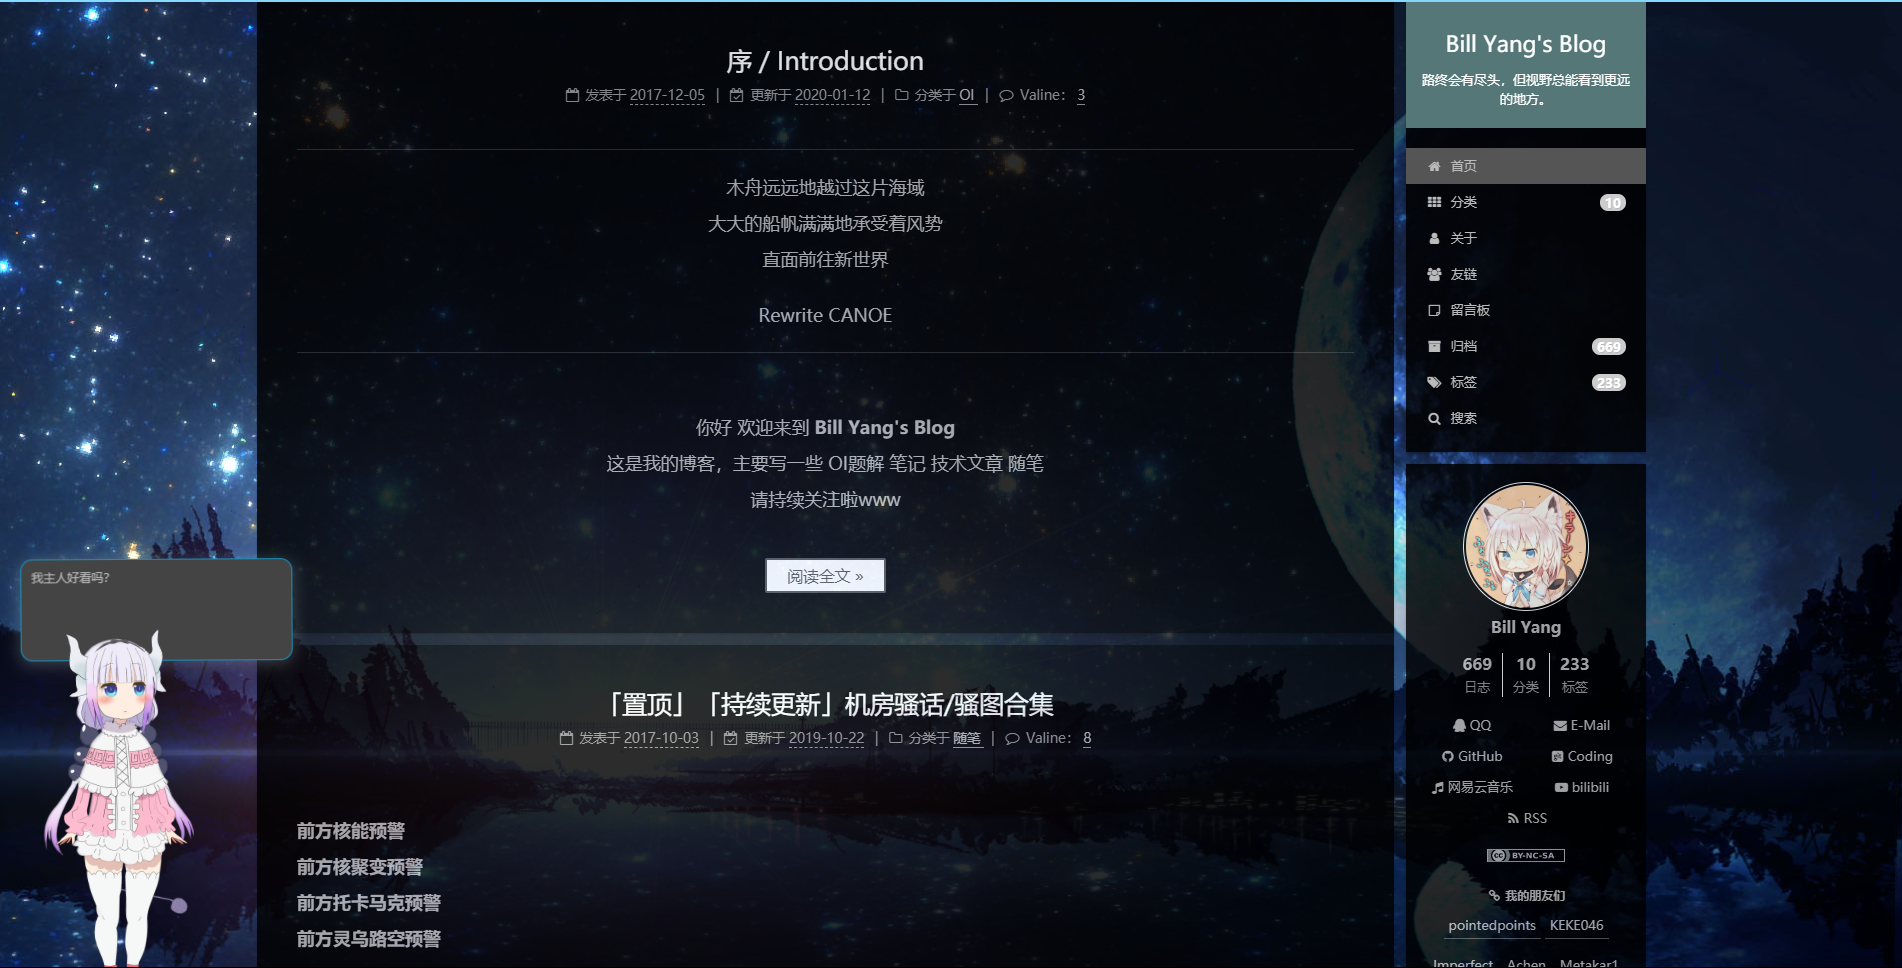 序 / Introduction
发表于 2017-12-05 | 更新于 2020-01-12 | 分类于 OI | Valine： 3
木舟远远地越过这片海域
大大的船帆满满地承受着风势
直面前往新世界
Rewrite CANOE
你好 欢迎来到 Bill Yang's Blog
这是我的博客，主要写一些 OI题解 笔记 技术文章 随笔
请持续关注啦www
阅读全文 »
「置顶」「持续更新」机房骚话/骚图合集
发表于 2017-10-03 | 更新于 2019-10-22 | 分类于 随笔 | Valine： 8
前方核能预警
前方核聚变预警
前方托卡马克预警
前方灵乌路空预警
我主人好看吗？
Bill Yang's Blog
路终会有尽头，但视野总能看到更远
的地方。
首页
分类 10
关于
友链
留言板
归档 669
标签 233
搜索
Bill Yang
669 10 233
日志 分类 标签
QQ E-Mail
GitHub Coding
网易云音乐 bilibili
RSS
BY-NC-SA
我的朋友们
pointedpoints KEKE046
Imperfect Achen Metakar1